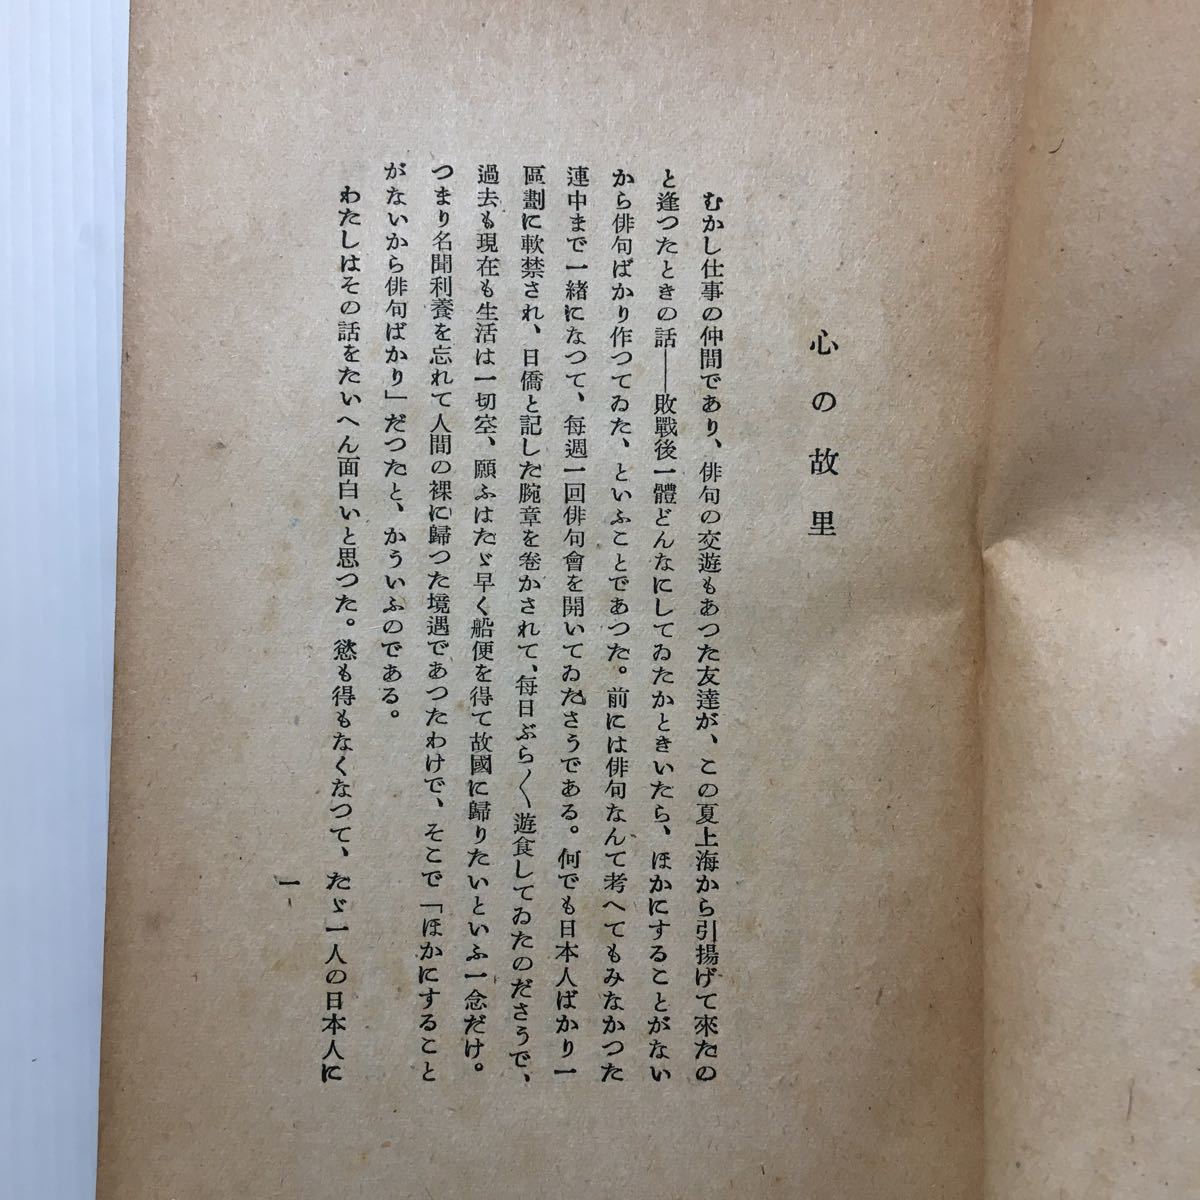 心の故里
むかし仕事の仲間であり、俳句の交遊もあつた友達が、この夏上海から引揚げて來たの
と逢つたときの話――敗戰後一體どんなにしてゐたかときいたら、ほかにすることがない
から俳句ばかり作つてゐた、といふことであつた。前には俳句なんて考へてもみなかつた
連中まで一緒になつて、每週一回俳句會を開いてゐたさうである。何でも日本人ばかり一
區劃に軟禁され、日僑と記した腕章を卷かされて、每日ぶら〱遊食してゐたのださうで、
過去も現在も生活は一切空、願ふはたゞ早く船便を得て故國に歸りたいといふ一念だけ。
つまり名聞利養を忘れて人間の裸に歸つた境遇であつたわけで、そこで「ほかにすること
がないから俳句ばかり」だつたと、かういふのである。
わたしはその話をたいへん面白いと思つた。慾も得もなくなつて、たゞ一人の日本人に
一